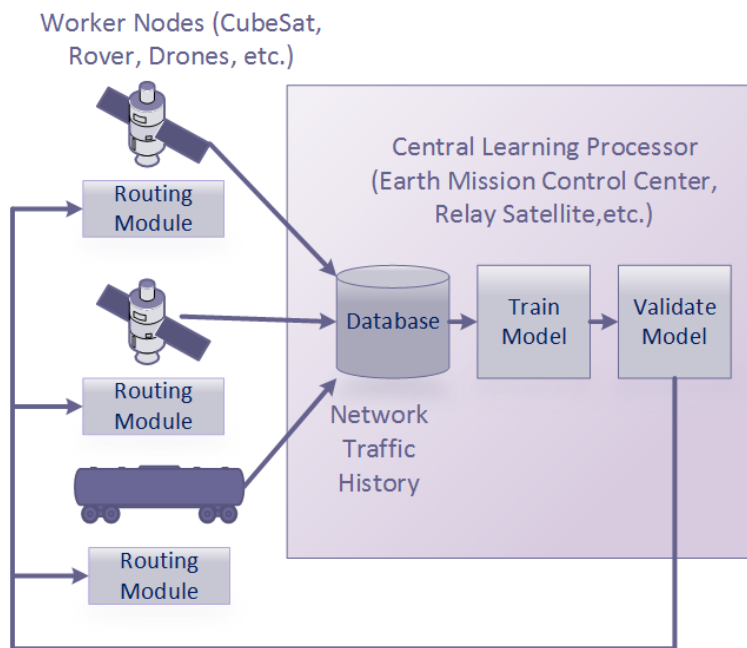 Worker Nodes (CubeSat,
Rover, Drones, etc.)
Routing
Module
Routing
Module
Routing
Module
Central Learning Processor
(Earth Mission Control Center,
Relay Satellite,etc.)
Database
Network
Traffic
History
Train
Model
Validate
Model